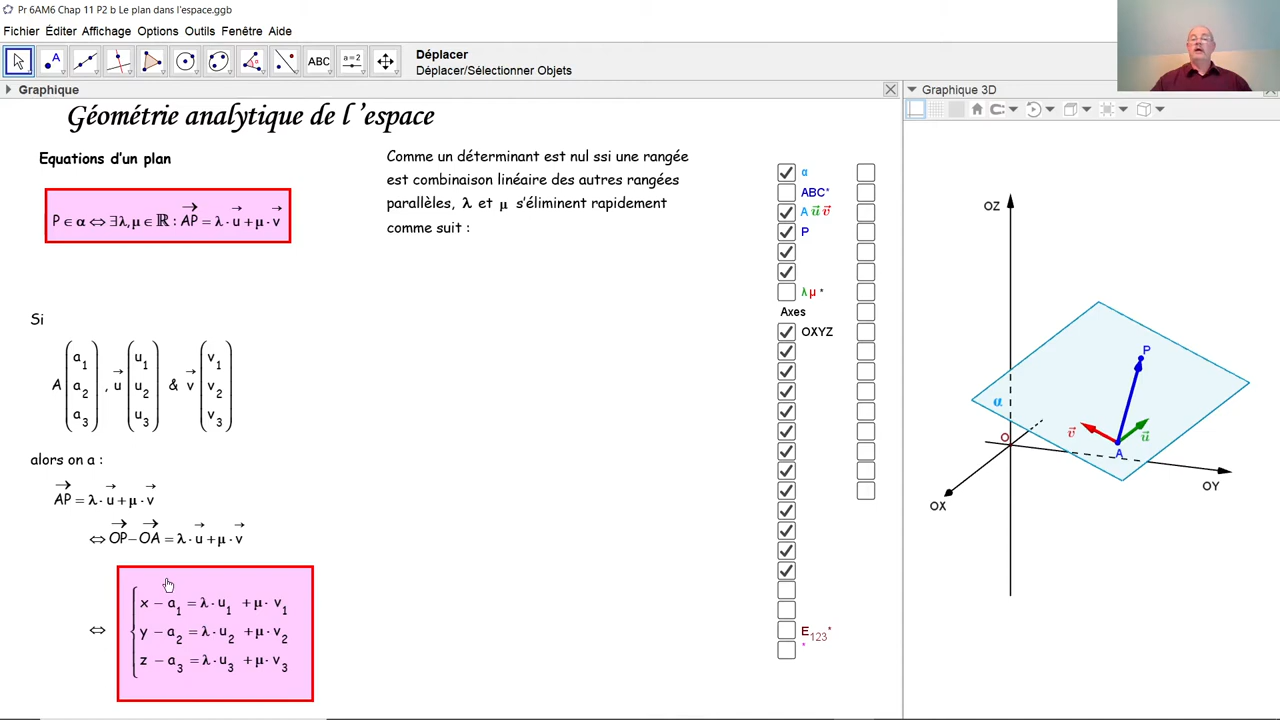 Pr 6AM6 Chap 11 P2 b Le plan dans l'espace.ggb
Fichier Éditer Affichage Options Outils Fenêtre Aide
A
ABC
a=2
Déplacer
Déplacer/Sélectionner Objets
Graphique
Graphique 3D
Géométrie analytique de l 'espace
Equations d'un plan
P ∈ α ⇔ ∃ λ, μ ∈ ℝ : AP = λ · u + μ · v
Si
A (a1 a2 a3) , u (u1 u2 u3) & v (v1 v2 v3)
alors on a :
AP = λ · u + μ · v
⇔ OP − OA = λ · u + μ · v
⇔
x − a1 = λ · u1 + μ · v1
y − a2 = λ · u2 + μ · v2
z − a3 = λ · u3 + μ · v3
Comme un déterminant est nul ssi une rangée
est combinaison linéaire des autres rangées
parallèles, λ et μ s'éliminent rapidement
comme suit :
α
ABC*
A u v
P
λ μ *
Axes
OXYZ
E123*
*
OZ
P
α
v
u
O
A
OX
OY